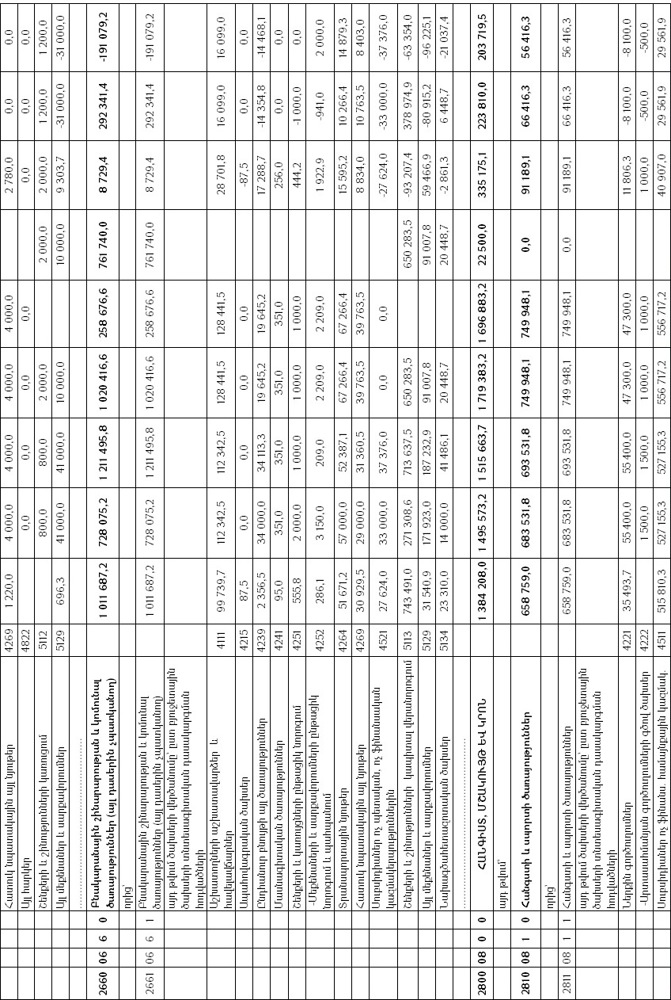 Հատուկ նպատակային այլ նյութեր 4269 1 220,0 4 000,0 4 000,0 4 000,0 4 000,0 2 780,0 0,0 0,0
Այլ հարկեր 4822 0,0 0,0 0,0 0,0 0,0 0,0 0,0
Շենքերի և շինությունների կառուցում 5112 800,0 800,0 2 000,0 2 000,0 2 000,0 1 200,0 1 200,0
Այլ մեքենաներ և սարքավորումներ 5129 696,3 41 000,0 41 000,0 10 000,0 10 000,0 9 303,7 -31 000,0 -31 000,0
.......................................
2660 06 6 0 Բնակարանային շինարարության և կոմունալ
ծառայություններ (այլ դասերին չպատկանող) 1 011 687,2 728 075,2 1 211 495,8 1 020 416,6 258 676,6 761 740,0 8 729,4 292 341,4 -191 079,2
որից՝
2661 06 6 1 Բնակարանային շինարարության և կոմունալ
ծառայություններ (այլ դասերին չպատկանող) 1 011 687,2 728 075,2 1 211 495,8 1 020 416,6 258 676,6 761 740,0 8 729,4 292 341,4 -191 079,2
այդ թվում ծախսերի վերծանումը՝ ըստ բյուջետային
ծախսերի տնտեսագիտական դասակարգման
հոդվածների
Աշխատողների աշխատավարձեր և
հավելավճարներ 4111 99 739,7 112 342,5 112 342,5 128 441,5 128 441,5 28 701,8 16 099,0 16 099,0
Ապահովագրական ծախսեր 4215 87,5 0,0 0,0 0,0 0,0 -87,5 0,0 0,0
Ընդհանուր բնույթի այլ ծառայություններ 4239 2 356,5 34 000,0 34 113,3 19 645,2 19 645,2 17 288,7 -14 354,8 -14 468,1
Մասնագիտական ծառայություններ 4241 95,0 351,0 351,0 351,0 351,0 256,0 0,0 0,0
Շենքերի և կառույցների ընթացիկ նորոգում 4251 555,8 2 000,0 1 000,0 1 000,0 1 000,0 444,2 -1 000,0 0,0
-Մեքենաների և սարքավորումների ընթացիկ
նորոգում և պահպանում 4252 286,1 3 150,0 209,0 2 209,0 2 209,0 1 922,9 -941,0 2 000,0
Տրանսպորտային նյութեր 4264 51 671,2 57 000,0 52 387,1 67 266,4 67 266,4 15 595,2 10 266,4 14 879,3
Հատուկ նպատակային այլ նյութեր 4269 30 929,5 29 000,0 31 360,5 39 763,5 39 763,5 8 834,0 10 763,5 8 403,0
Սուբսիդիաներ ոչ պետական, ոչ ֆինանսական
կազմակերպություններին 4521 27 624,0 33 000,0 37 376,0 0,0 0,0 -27 624,0 -33 000,0 -37 376,0
Շենքերի և շինությունների կապիտալ վերանորոգում 5113 743 491,0 271 308,6 713 637,5 650 283,5 650 283,5 -93 207,4 378 974,9 -63 354,0
Այլ մեքենաներ և սարքավորումներ 5129 31 540,9 171 923,0 187 232,9 91 007,8 91 007,8 59 466,9 -80 915,2 -96 225,1
Նախագծահետազոտական ծախսեր 5134 23 310,0 14 000,0 41 486,1 20 448,7 20 448,7 -2 861,3 6 448,7 -21 037,4
.......................................
2800 08 0 0 ՀԱՆԳԻՍՏ, ՄՇԱԿՈՒՅԹ ԵՎ ԿՐՈՆ 1 384 208,0 1 495 573,2 1 515 663,7 1 719 383,2 1 696 883,2 22 500,0 335 175,1 223 810,0 203 719,5
այդ թվում՝
2810 08 1 0 Հանգստի և սպորտի ծառայություններ 658 759,0 683 531,8 693 531,8 749 948,1 749 948,1 0,0 91 189,1 66 416,3 56 416,3
որից՝
2811 08 1 1 Հանգստի և սպորտի ծառայություններ 658 759,0 683 531,8 693 531,8 749 948,1 749 948,1 0,0 91 189,1 66 416,3 56 416,3
այդ թվում ծախսերի վերծանումը՝ ըստ բյուջետային
ծախսերի տնտեսագիտական դասակարգման
հոդվածների
Ներքին գործուղումներ 4221 35 493,7 55 400,0 55 400,0 47 300,0 47 300,0 11 806,3 -8 100,0 -8 100,0
-Արտասահմանյան գործուղումների գծով ծախսեր 4222 1 500,0 1 500,0 1 000,0 1 000,0 1 000,0 -500,0 -500,0
Սուբսիդիաներ ոչ ֆինանս. համայնքային կազմակ. 4511 515 810,3 527 155,3 527 155,3 556 717,2 556 717,2 40 907,0 29 561,9 29 561,9